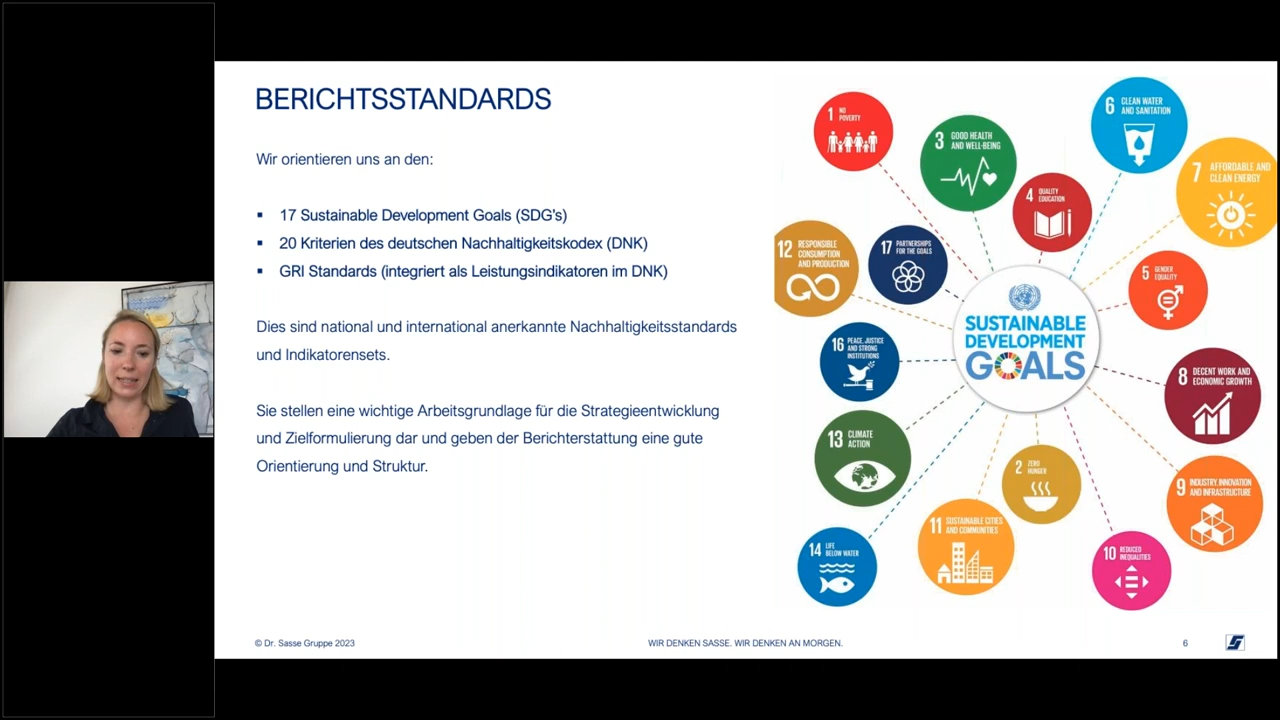 BERICHTSSTANDARDS
Wir orientieren uns an den:
▪ 17 Sustainable Development Goals (SDG's)
▪ 20 Kriterien des deutschen Nachhaltigkeitskodex (DNK)
▪ GRI Standards (integriert als Leistungsindikatoren im DNK)
Dies sind national und international anerkannte Nachhaltigkeitsstandards
und Indikatorensets.
Sie stellen eine wichtige Arbeitsgrundlage für die Strategieentwicklung
und Zielformulierung dar und geben der Berichterstattung eine gute
Orientierung und Struktur.
1 NO
POVERTY
3 GOOD HEALTH
AND WELL-BEING
6 CLEAN WATER
AND SANITATION
4 QUALITY
EDUCATION
7 AFFORDABLE AND
CLEAN ENERGY
12 RESPONSIBLE
CONSUMPTION
AND PRODUCTION
17 PARTNERSHIPS
FOR THE GOALS
5 GENDER
EQUALITY
SUSTAINABLE
DEVELOPMENT
GOALS
16 PEACE, JUSTICE
AND STRONG
INSTITUTIONS
8 DECENT WORK AND
ECONOMIC GROWTH
13 CLIMATE
ACTION
2 ZERO
HUNGER
9 INDUSTRY, INNOVATION
AND INFRASTRUCTURE
11 SUSTAINABLE CITIES
AND COMMUNITIES
14 LIFE
BELOW WATER
10 REDUCED
INEQUALITIES
© Dr. Sasse Gruppe 2023
WIR DENKEN SASSE. WIR DENKEN AN MORGEN.
6